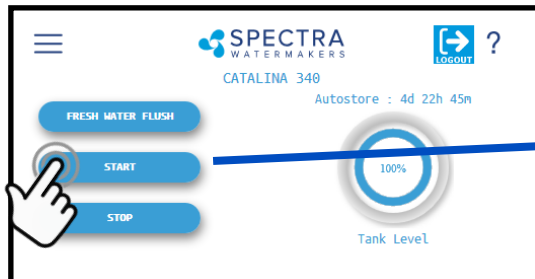 SPECTRA
WATERMAKERS
LOGOUT
?
CATALINA 340
Autostore : 4d 22h 45m
FRESH WATER FLUSH
START
100%
STOP
Tank Level